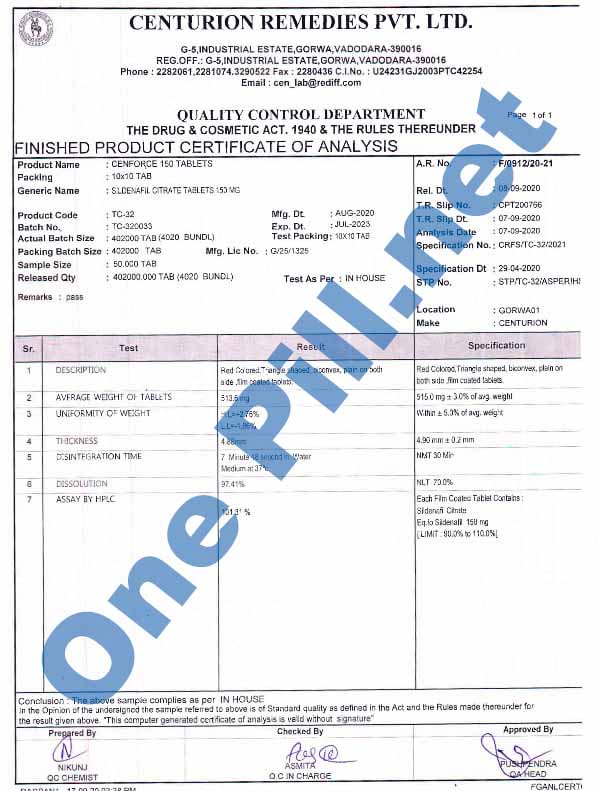 CENTURION REMEDIES PVT. LTD.
G-5,INDUSTRIAL ESTATE,GORWA,VADODARA-390016
REG.OFF.: G-5,INDUSTRIAL ESTATE,GORWA,VADODARA-390016
Phone : 2282061,2281074.3290522 Fax : 2280436 C.I.No. : U24231GJ2003PTC42254
Email : cen_lab@rediff.com
QUALITY CONTROL DEPARTMENT
Page 1 of 1
THE DRUG & COSMETIC ACT. 1940 & THE RULES THEREUNDER
FINISHED PRODUCT CERTIFICATE OF ANALYSIS
Product Name : CENFORCE 150 TABLETS
A.R. No. : F/0912/20-21
Packing : 10x10 TAB
Generic Name : SILDENAFIL CITRATE TABLETS 150 MG
Rel. Dt. : 08-09-2020
T.R. Slip No. : CPT200766
Product Code : TC-32 Mfg. Dt. : AUG-2020
T.R. Slip Dt. : 07-09-2020
Batch No. : TC-320033 Exp. Dt. : JUL-2023
Analysis Date : 07-09-2020
Actual Batch Size : 402000 TAB (4020 BUNDL) Test Packing: 10X10 TAB
Specification No. : CRFS/TC-32/2021
Packing Batch Size : 402000 TAB Mfg. Lic No. : G/25/1325
Sample Size : 50.000 TAB
Specification Dt : 29-04-2020
Released Qty : 402000.000 TAB (4020 BUNDL) Test As Per : IN HOUSE
STP No. : STP/TC-32/ASPER/H
Remarks : pass
Location : GORWA01
Make : CENTURION
Sr. Test Result Specification
1 DESCRIPTION Red Colored,Triangle shaped, biconvex, plain on both side ,film coated tablets. Red Colored,Triangle shaped, biconvex, plain on both side ,film coated tablets.
2 AVERAGE WEIGHT OF TABLETS 513.6 mg 515.0 mg ± 3.0% of avg. weight
3 UNIFORMITY OF WEIGHT L=+2.76% Within ± 5.0% of avg. weight
L.L=-1.86%
4 THICKNESS 4.88mm 4.90 mm ± 0.2 mm
5 DISINTEGRATION TIME 7 Minute 18 second in Water NMT 30 Min
Medium at 37°c
6 DISSOLUTION 97.41% NLT 70.0%
7 ASSAY BY HPLC 101.31 % Each Film Coated Tablet Contains :
Sildenafil Citrate
Eq.to Sildenafil 150 mg
[ LIMIT : 90.0% to 110.0%]
One Pill.net
Conclusion : The above sample complies as per IN HOUSE
In the Opinion of the undersigned the sample referred to above is of Standard quality as defined in the Act and the Rules made thereunder for
the result given above. "This computer generated certificate of analysis is valid without signature"
Prepared By Checked By Approved By
NIKUNJ ASMITA PUSHPENDRA
QC CHEMIST Q.C IN CHARGE QA HEAD